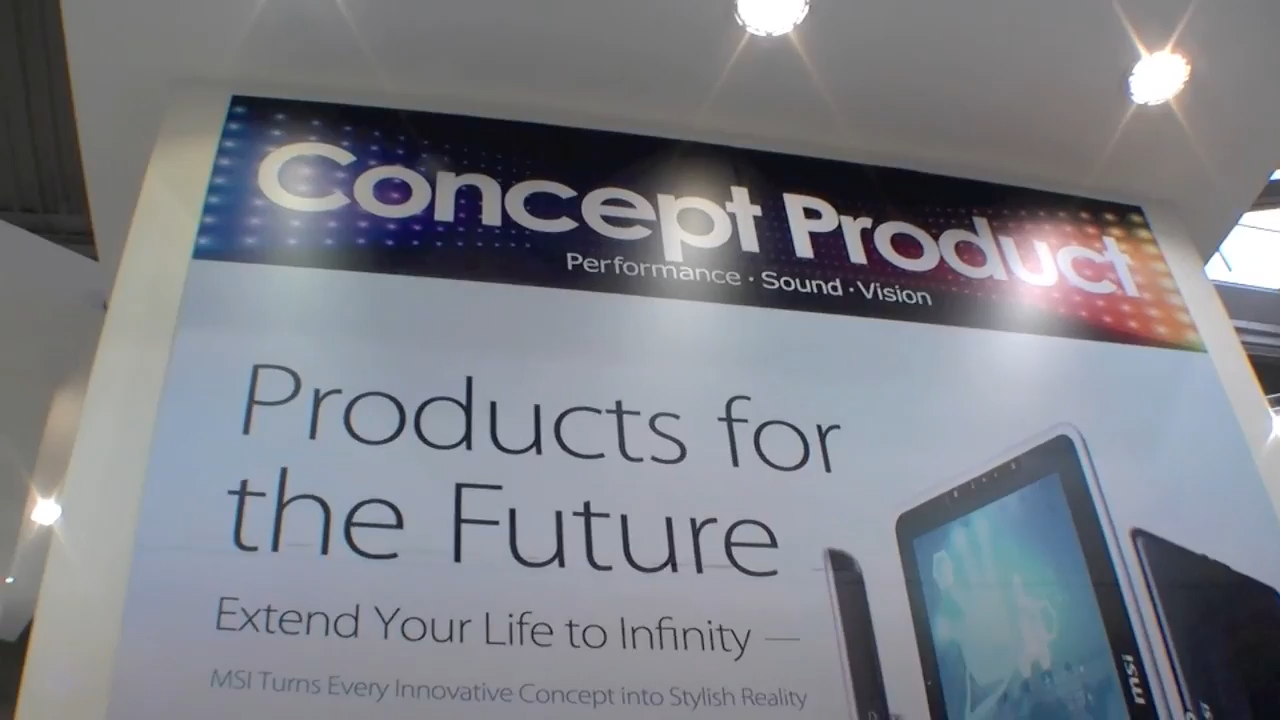 Concept Product
Performance · Sound · Vision
Products for
the Future
Extend Your Life to Infinity —
MSI Turns Every Innovative Concept into Stylish Reality
msi